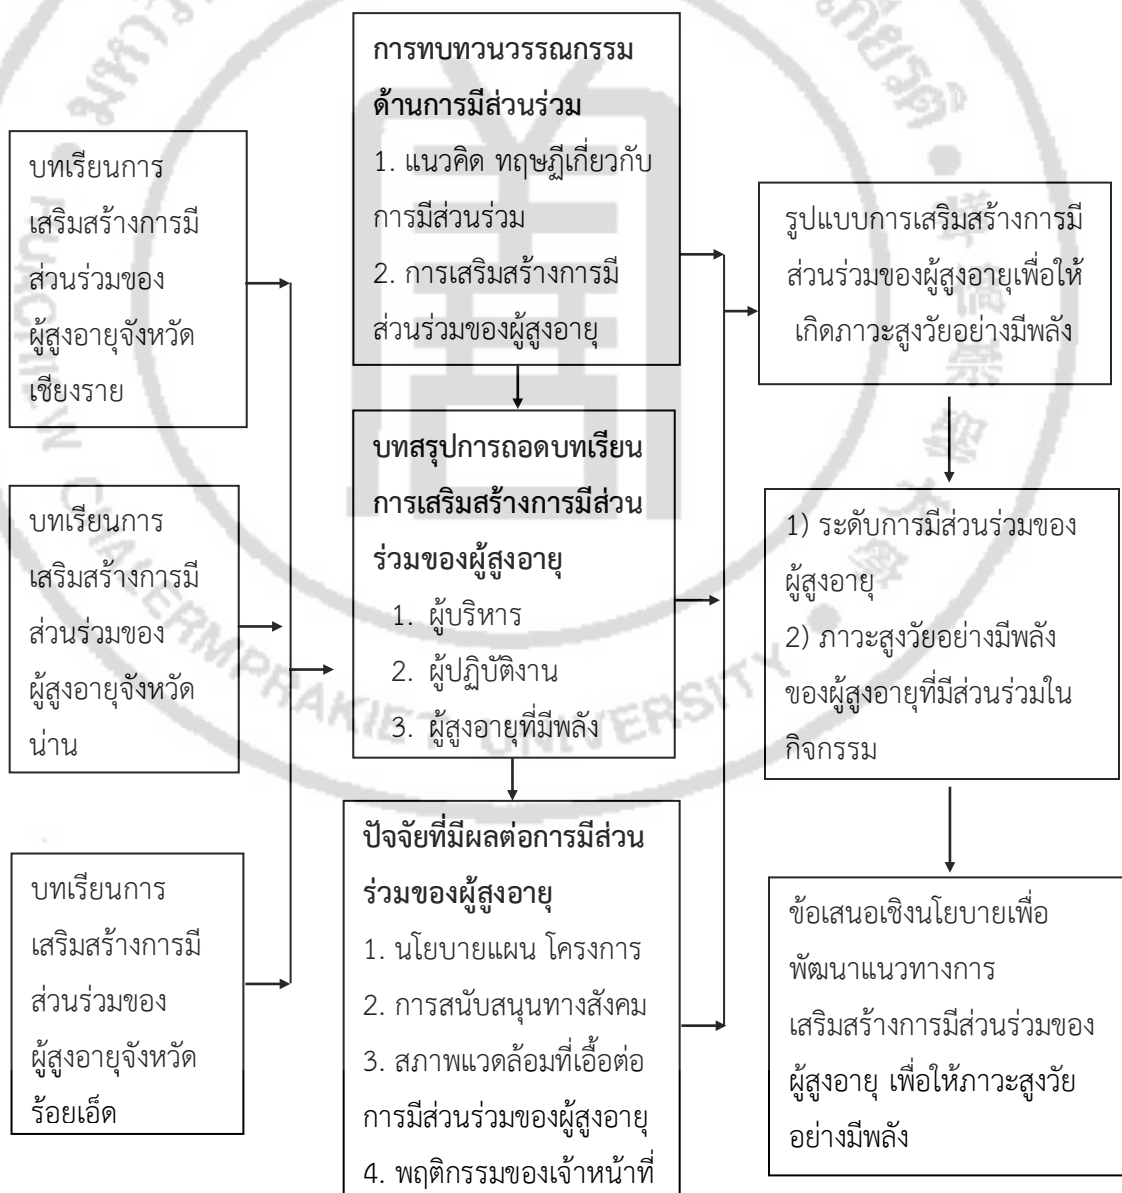 บทเรียนการ
เสริมสร้างการมี
ส่วนร่วมของ
ผู้สูงอายุจังหวัด
เชียงราย
บทเรียนการ
เสริมสร้างการมี
ส่วนร่วมของ
ผู้สูงอายุจังหวัด
น่าน
บทเรียนการ
เสริมสร้างการมี
ส่วนร่วมของ
ผู้สูงอายุจังหวัด
ร้อยเอ็ด
การทบทวนวรรณกรรม
ด้านการมีส่วนร่วม
1. แนวคิด ทฤษฎีเกี่ยวกับ
การมีส่วนร่วม
2. การเสริมสร้างการมี
ส่วนร่วมของผู้สูงอายุ
บทสรุปการถอดบทเรียน
การเสริมสร้างการมีส่วน
ร่วมของผู้สูงอายุ
1. ผู้บริหาร
2. ผู้ปฏิบัติงาน
3. ผู้สูงอายุที่มีพลัง
ปัจจัยที่มีผลต่อการมีส่วน
ร่วมของผู้สูงอายุ
1. นโยบายแผน โครงการ
2. การสนับสนุนทางสังคม
3. สภาพแวดล้อมที่เอื้อต่อ
การมีส่วนร่วมของผู้สูงอายุ
4. พฤติกรรมของเจ้าหน้าที่
รูปแบบการเสริมสร้างการมี
ส่วนร่วมของผู้สูงอายุเพื่อให้
เกิดภาวะสูงวัยอย่างมีพลัง
1) ระดับการมีส่วนร่วมของ
ผู้สูงอายุ
2) ภาวะสูงวัยอย่างมีพลัง
ของผู้สูงอายุที่มีส่วนร่วมใน
กิจกรรม
ข้อเสนอเชิงนโยบายเพื่อ
พัฒนาแนวทางการ
เสริมสร้างการมีส่วนร่วมของ
ผู้สูงอายุ เพื่อให้ภาวะสูงวัย
อย่างมีพลัง
HUACHIEW CHALERMPRAKIET UNIVERSITY